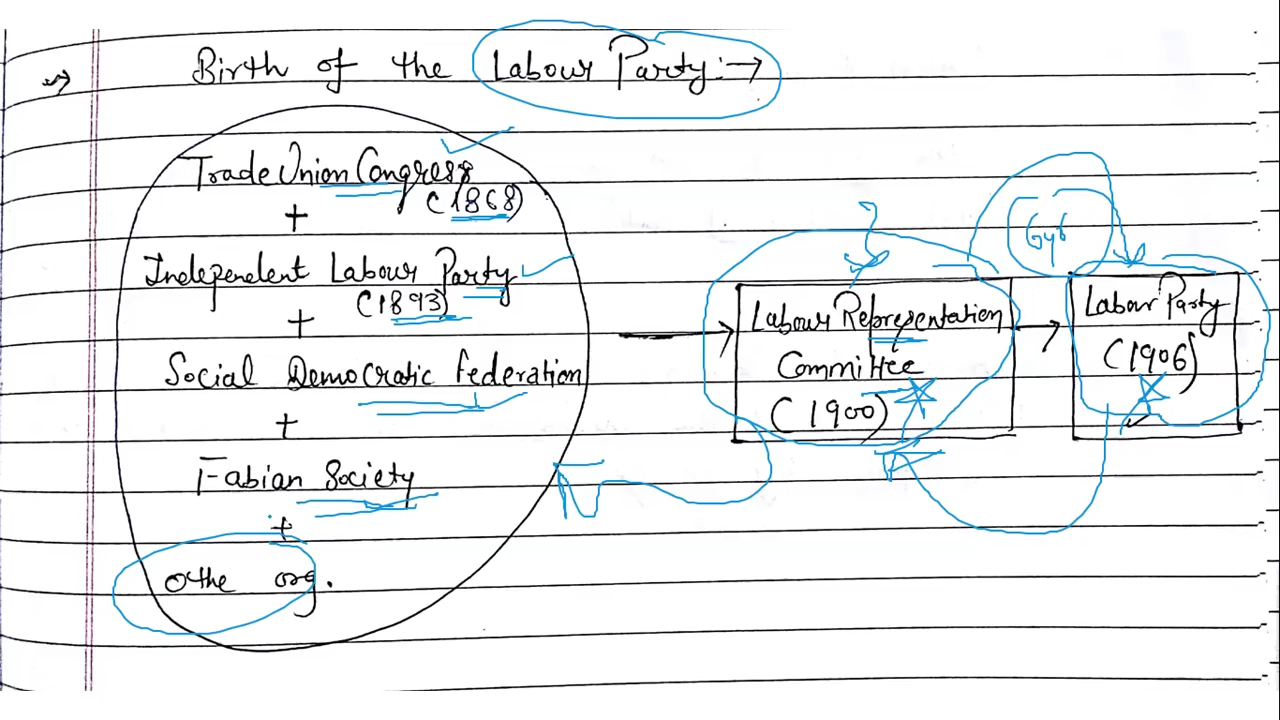 Birth of the Labour Party:→
Trade Union Congress
(1868)
+
Independent Labour Party
(1893)
+
Social Democratic Federation
+
Fabian Society
+
othe org.
→
Labour Representation
Committee
(1900)
→
Labour Party
(1906)